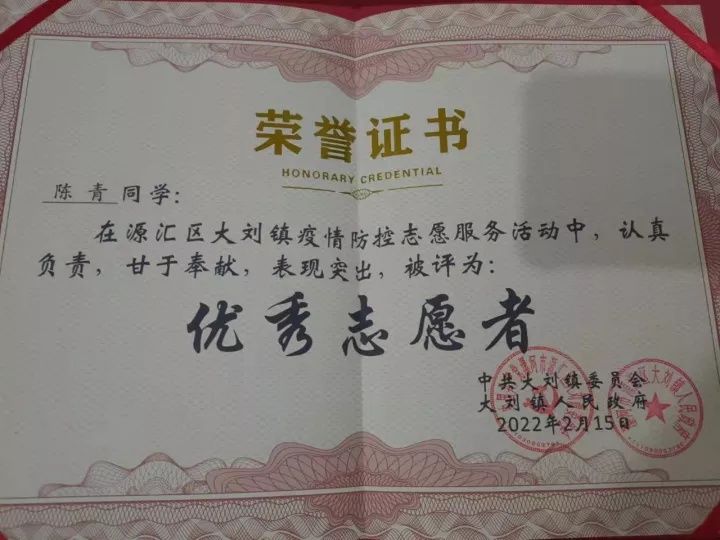 荣誉证书
HONORARY CREDENTIAL
陈青同学：
在源汇区大刘镇疫情防控志愿服务活动中，认真
负责，甘于奉献，表现突出，被评为：
优秀志愿者
中共大刘镇委员会
大刘镇人民政府
2022年2月15日